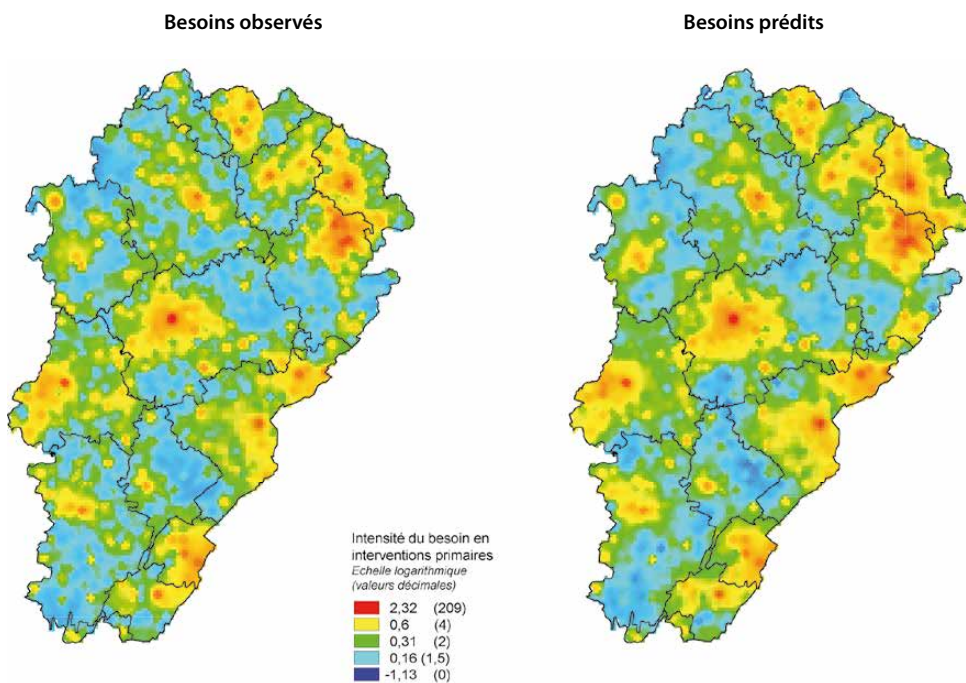 Besoins observés
Besoins prédits
Intensité du besoin en
interventions primaires
Echelle logarithmique
(valeurs décimales)
2,32 (209)
0,6 (4)
0,31 (2)
0,16 (1,5)
-1,13 (0)